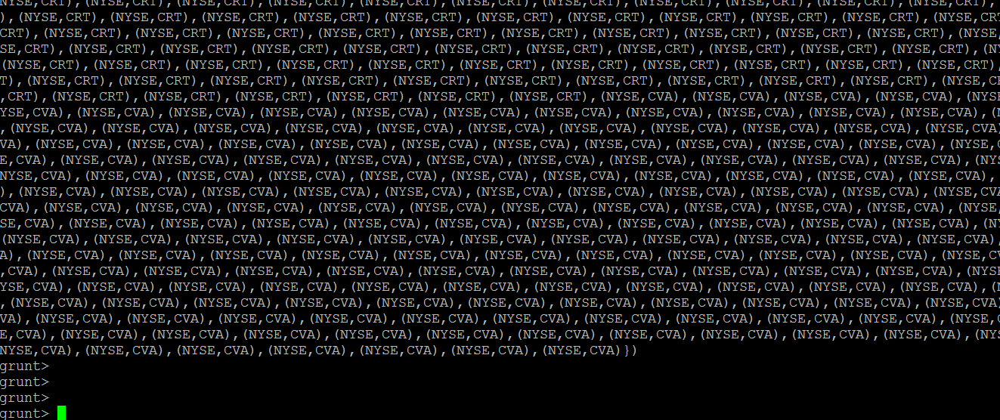 NYSE,CRT),(NYSE,CRT),(NYSE,CRT),(NYSE,CRT),(NYSE,CRT),(NYSE,CRT),(NYSE,CRT),(NYSE,CRT),(NYSE,CRT),(NYSE,CRT),(NYSE,CRT),
),(NYSE,CRT),(NYSE,CRT),(NYSE,CRT),(NYSE,CRT),(NYSE,CRT),(NYSE,CRT),(NYSE,CRT),(NYSE,CRT),(NYSE,CRT),(NYSE,CRT),(NYSE,CR
CRT),(NYSE,CRT),(NYSE,CRT),(NYSE,CRT),(NYSE,CRT),(NYSE,CRT),(NYSE,CRT),(NYSE,CRT),(NYSE,CRT),(NYSE,CRT),(NYSE,CRT),(NYSE
SE,CRT),(NYSE,CRT),(NYSE,CRT),(NYSE,CRT),(NYSE,CRT),(NYSE,CRT),(NYSE,CRT),(NYSE,CRT),(NYSE,CRT),(NYSE,CRT),(NYSE,CRT),(N
(NYSE,CRT),(NYSE,CRT),(NYSE,CRT),(NYSE,CRT),(NYSE,CRT),(NYSE,CRT),(NYSE,CRT),(NYSE,CRT),(NYSE,CRT),(NYSE,CRT),(NYSE,CRT)
T),(NYSE,CRT),(NYSE,CRT),(NYSE,CRT),(NYSE,CRT),(NYSE,CRT),(NYSE,CRT),(NYSE,CRT),(NYSE,CRT),(NYSE,CRT),(NYSE,CRT),(NYSE,C
,CRT),(NYSE,CRT),(NYSE,CRT),(NYSE,CRT),(NYSE,CRT),(NYSE,CRT),(NYSE,CRT),(NYSE,CVA),(NYSE,CVA),(NYSE,CVA),(NYSE,CVA),(NYS
YSE,CVA),(NYSE,CVA),(NYSE,CVA),(NYSE,CVA),(NYSE,CVA),(NYSE,CVA),(NYSE,CVA),(NYSE,CVA),(NYSE,CVA),(NYSE,CVA),(NYSE,CVA),(
,(NYSE,CVA),(NYSE,CVA),(NYSE,CVA),(NYSE,CVA),(NYSE,CVA),(NYSE,CVA),(NYSE,CVA),(NYSE,CVA),(NYSE,CVA),(NYSE,CVA),(NYSE,CVA
VA),(NYSE,CVA),(NYSE,CVA),(NYSE,CVA),(NYSE,CVA),(NYSE,CVA),(NYSE,CVA),(NYSE,CVA),(NYSE,CVA),(NYSE,CVA),(NYSE,CVA),(NYSE,
E,CVA),(NYSE,CVA),(NYSE,CVA),(NYSE,CVA),(NYSE,CVA),(NYSE,CVA),(NYSE,CVA),(NYSE,CVA),(NYSE,CVA),(NYSE,CVA),(NYSE,CVA),(NY
NYSE,CVA),(NYSE,CVA),(NYSE,CVA),(NYSE,CVA),(NYSE,CVA),(NYSE,CVA),(NYSE,CVA),(NYSE,CVA),(NYSE,CVA),(NYSE,CVA),(NYSE,CVA),
),(NYSE,CVA),(NYSE,CVA),(NYSE,CVA),(NYSE,CVA),(NYSE,CVA),(NYSE,CVA),(NYSE,CVA),(NYSE,CVA),(NYSE,CVA),(NYSE,CVA),(NYSE,CV
CVA),(NYSE,CVA),(NYSE,CVA),(NYSE,CVA),(NYSE,CVA),(NYSE,CVA),(NYSE,CVA),(NYSE,CVA),(NYSE,CVA),(NYSE,CVA),(NYSE,CVA),(NYSE
SE,CVA),(NYSE,CVA),(NYSE,CVA),(NYSE,CVA),(NYSE,CVA),(NYSE,CVA),(NYSE,CVA),(NYSE,CVA),(NYSE,CVA),(NYSE,CVA),(NYSE,CVA),(N
(NYSE,CVA),(NYSE,CVA),(NYSE,CVA),(NYSE,CVA),(NYSE,CVA),(NYSE,CVA),(NYSE,CVA),(NYSE,CVA),(NYSE,CVA),(NYSE,CVA),(NYSE,CVA)
A),(NYSE,CVA),(NYSE,CVA),(NYSE,CVA),(NYSE,CVA),(NYSE,CVA),(NYSE,CVA),(NYSE,CVA),(NYSE,CVA),(NYSE,CVA),(NYSE,CVA),(NYSE,C
,CVA),(NYSE,CVA),(NYSE,CVA),(NYSE,CVA),(NYSE,CVA),(NYSE,CVA),(NYSE,CVA),(NYSE,CVA),(NYSE,CVA),(NYSE,CVA),(NYSE,CVA),(NYS
YSE,CVA),(NYSE,CVA),(NYSE,CVA),(NYSE,CVA),(NYSE,CVA),(NYSE,CVA),(NYSE,CVA),(NYSE,CVA),(NYSE,CVA),(NYSE,CVA),(NYSE,CVA),(
,(NYSE,CVA),(NYSE,CVA),(NYSE,CVA),(NYSE,CVA),(NYSE,CVA),(NYSE,CVA),(NYSE,CVA),(NYSE,CVA),(NYSE,CVA),(NYSE,CVA),(NYSE,CVA
VA),(NYSE,CVA),(NYSE,CVA),(NYSE,CVA),(NYSE,CVA),(NYSE,CVA),(NYSE,CVA),(NYSE,CVA),(NYSE,CVA),(NYSE,CVA),(NYSE,CVA),(NYSE,
E,CVA),(NYSE,CVA),(NYSE,CVA),(NYSE,CVA),(NYSE,CVA),(NYSE,CVA),(NYSE,CVA),(NYSE,CVA),(NYSE,CVA),(NYSE,CVA),(NYSE,CVA),(NY
NYSE,CVA),(NYSE,CVA),(NYSE,CVA),(NYSE,CVA),(NYSE,CVA),(NYSE,CVA),(NYSE,CVA)})
grunt>
grunt>
grunt>
grunt>